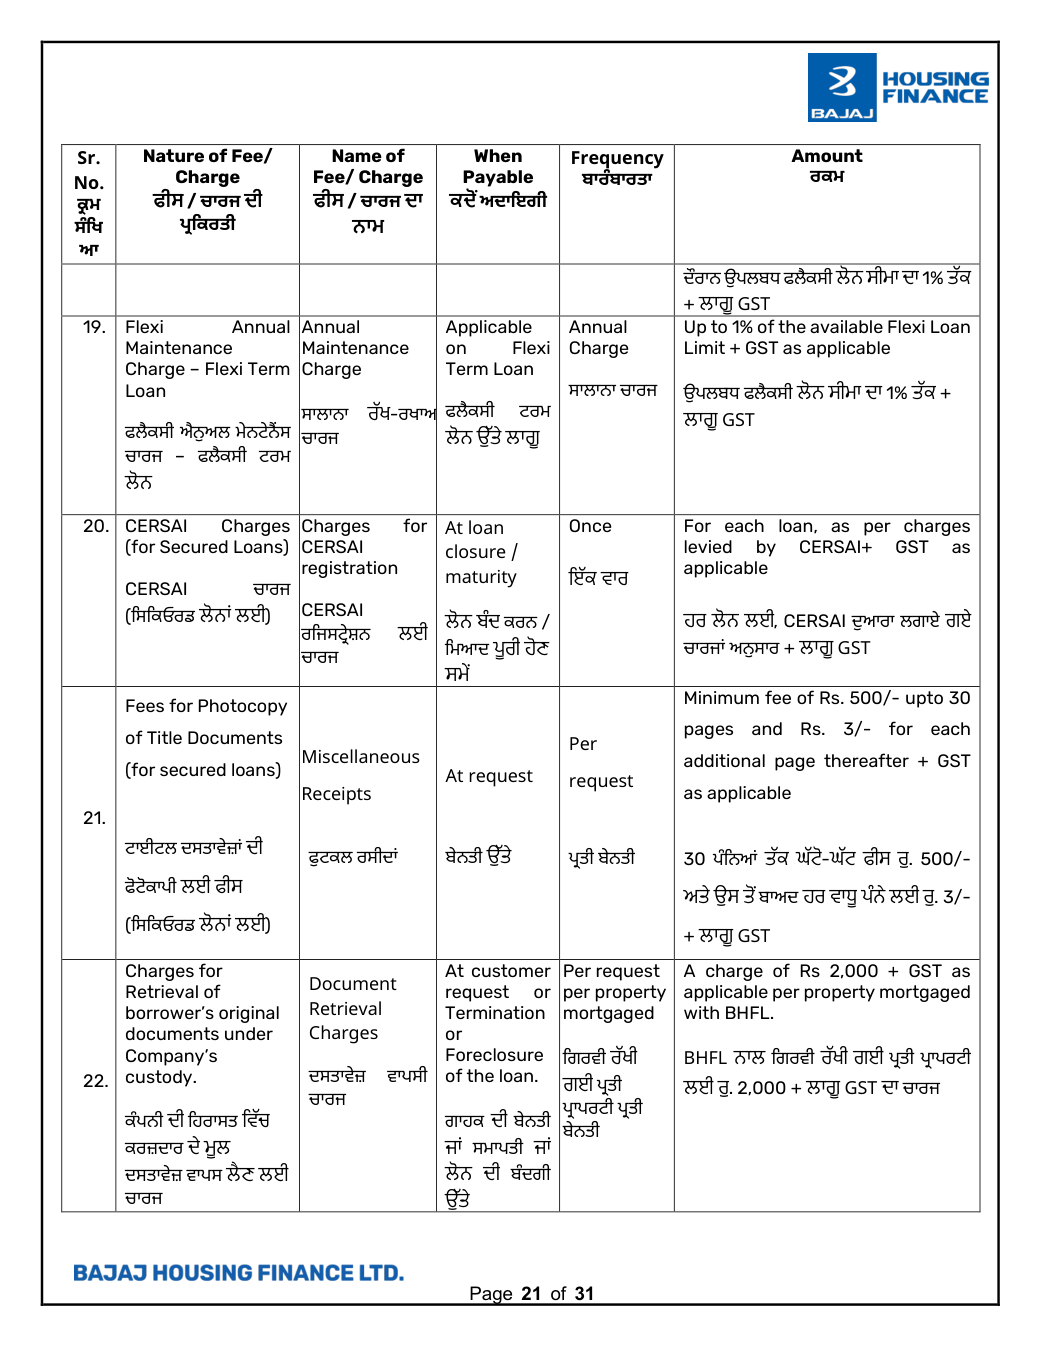 HOUSING
FINANCE
BAJAJ
Sr.
No.
ਕ੍ਰਮ
ਸੰਖਿ
ਆ
Nature of Fee/
Charge
ਫੀਸ / ਚਾਰਜ ਦੀ
ਪ੍ਰਕਿਰਤੀ
Name of
Fee/ Charge
ਫੀਸ / ਚਾਰਜ ਦਾ
ਨਾਮ
When
Payable
ਕਦੋਂ ਅਦਾਇਗੀ
Frequency
ਬਾਰੰਬਾਰਤਾ
Amount
ਰਕਮ
ਦੌਰਾਨ ਉਪਲਬਧ ਫਲੈਕਸੀ ਲੋਨ ਸੀਮਾ ਦਾ 1% ਤੱਕ
+ ਲਾਗੂ GST
19.
Flexi Annual
Maintenance
Charge – Flexi Term
Loan
ਫਲੈਕਸੀ ਐਨੁਅਲ ਮੇਨਟੇਨੈਂਸ
ਚਾਰਜ – ਫਲੈਕਸੀ ਟਰਮ
ਲੋਨ
Annual
Maintenance
Charge
ਸਾਲਾਨਾ ਰੱਖ-ਰਖਾਅ
ਚਾਰਜ
Applicable
on Flexi
Term Loan
ਫਲੈਕਸੀ ਟਰਮ
ਲੋਨ ਉੱਤੇ ਲਾਗੂ
Annual
Charge
ਸਾਲਾਨਾ ਚਾਰਜ
Up to 1% of the available Flexi Loan
Limit + GST as applicable
ਉਪਲਬਧ ਫਲੈਕਸੀ ਲੋਨ ਸੀਮਾ ਦਾ 1% ਤੱਕ +
ਲਾਗੂ GST
20.
CERSAI Charges
(for Secured Loans)
CERSAI ਚਾਰਜ
(ਸਿਕਿਓਰਡ ਲੋਨਾਂ ਲਈ)
Charges for
CERSAI
registration
CERSAI
ਰਜਿਸਟ੍ਰੇਸ਼ਨ ਲਈ
ਚਾਰਜ
At loan
closure /
maturity
ਲੋਨ ਬੰਦ ਕਰਨ /
ਮਿਆਦ ਪੂਰੀ ਹੋਣ
ਸਮੇਂ
Once
ਇੱਕ ਵਾਰ
For each loan, as per charges
levied by CERSAI+ GST as
applicable
ਹਰ ਲੋਨ ਲਈ, CERSAI ਦੁਆਰਾ ਲਗਾਏ ਗਏ
ਚਾਰਜਾਂ ਅਨੁਸਾਰ + ਲਾਗੂ GST
21.
Fees for Photocopy
of Title Documents
(for secured loans)
ਟਾਈਟਲ ਦਸਤਾਵੇਜ਼ਾਂ ਦੀ
ਫੋਟੋਕਾਪੀ ਲਈ ਫੀਸ
(ਸਿਕਿਓਰਡ ਲੋਨਾਂ ਲਈ)
Miscellaneous
Receipts
ਫੁਟਕਲ ਰਸੀਦਾਂ
At request
ਬੇਨਤੀ ਉੱਤੇ
Per
request
ਪ੍ਰਤੀ ਬੇਨਤੀ
Minimum fee of Rs. 500/- upto 30
pages and Rs. 3/- for each
additional page thereafter + GST
as applicable
30 ਪੰਨਿਆਂ ਤੱਕ ਘੱਟੋ-ਘੱਟ ਫੀਸ ਰੁ. 500/-
ਅਤੇ ਉਸ ਤੋਂ ਬਾਅਦ ਹਰ ਵਾਧੂ ਪੰਨੇ ਲਈ ਰੁ. 3/-
+ ਲਾਗੂ GST
22.
Charges for
Retrieval of
borrower’s original
documents under
Company’s
custody.
ਕੰਪਨੀ ਦੀ ਹਿਰਾਸਤ ਵਿੱਚ
ਕਰਜ਼ਦਾਰ ਦੇ ਮੂਲ
ਦਸਤਾਵੇਜ਼ ਵਾਪਸ ਲੈਣ ਲਈ
ਚਾਰਜ
Document
Retrieval
Charges
ਦਸਤਾਵੇਜ਼ ਵਾਪਸੀ
ਚਾਰਜ
At customer
request or
Termination
or
Foreclosure
of the loan.
ਗਾਹਕ ਦੀ ਬੇਨਤੀ
ਜਾਂ ਸਮਾਪਤੀ ਜਾਂ
ਲੋਨ ਦੀ ਬੰਦਗੀ
ਉੱਤੇ
Per request
per property
mortgaged
ਗਿਰਵੀ ਰੱਖੀ
ਗਈ ਪ੍ਰਤੀ
ਪ੍ਰਾਪਰਟੀ ਪ੍ਰਤੀ
ਬੇਨਤੀ
A charge of Rs 2,000 + GST as
applicable per property mortgaged
with BHFL.
BHFL ਨਾਲ ਗਿਰਵੀ ਰੱਖੀ ਗਈ ਪ੍ਰਤੀ ਪ੍ਰਾਪਰਟੀ
ਲਈ ਰੁ. 2,000 + ਲਾਗੂ GST ਦਾ ਚਾਰਜ
BAJAJ HOUSING FINANCE LTD.
Page 21 of 31